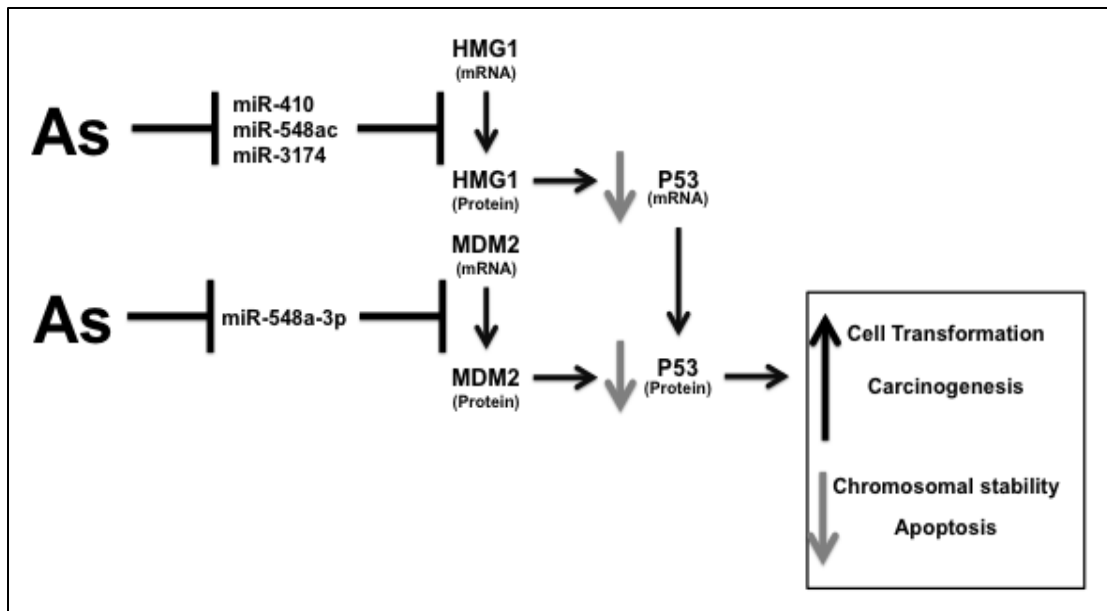 HMG1
(mRNA)
As
miR-410
miR-548ac
miR-3174
HMG1
(Protein)
P53
(mRNA)
MDM2
(mRNA)
As
miR-548a-3p
MDM2
(Protein)
P53
(Protein)
Cell Transformation
Carcinogenesis
Chromosomal stability
Apoptosis